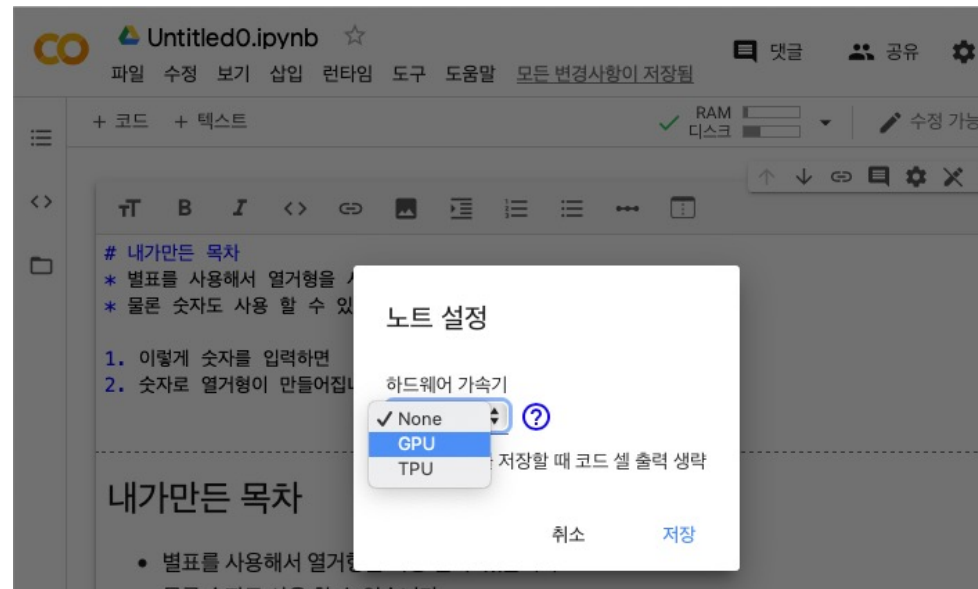 CO Untitled0.ipynb
파일 수정 보기 삽입 런타임 도구 도움말 모든 변경사항이 저장됨
댓글 공유
+ 코드 + 텍스트
RAM
디스크
수정 가능
# 내가만든 목차
* 별표를 사용해서 열거형을
* 물론 숫자도 사용 할 수 있
1. 이렇게 숫자를 입력하면
2. 숫자로 열거형이 만들어집니
노트 설정
하드웨어 가속기
✓ None
GPU
TPU
저장할 때 코드 셀 출력 생략
취소 저장
내가만든 목차
• 별표를 사용해서 열거형